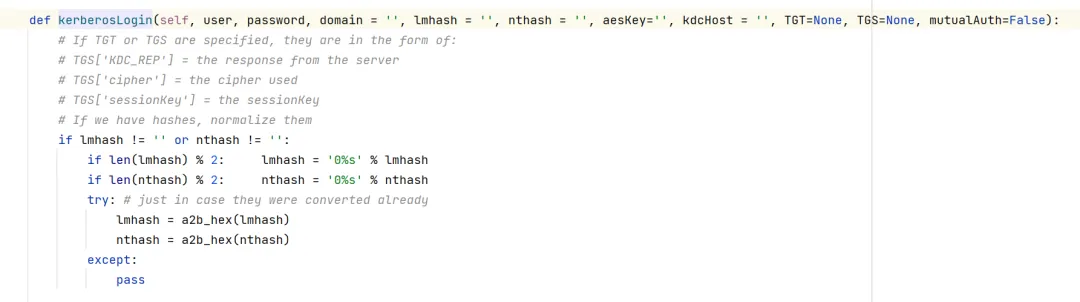 def kerberosLogin(self, user, password, domain = '', lmhash = '', nthash = '', aesKey='', kdcHost = '', TGT=None, TGS=None, mutualAuth=False):
    # If TGT or TGS are specified, they are in the form of:
    # TGS['KDC_REP'] = the response from the server
    # TGS['cipher'] = the cipher used
    # TGS['sessionKey'] = the sessionKey
    # If we have hashes, normalize them
    if lmhash != '' or nthash != '':
        if len(lmhash) % 2:     lmhash = '0%s' % lmhash
        if len(nthash) % 2:     nthash = '0%s' % nthash
        try: # just in case they were converted already
            lmhash = a2b_hex(lmhash)
            nthash = a2b_hex(nthash)
        except:
            pass